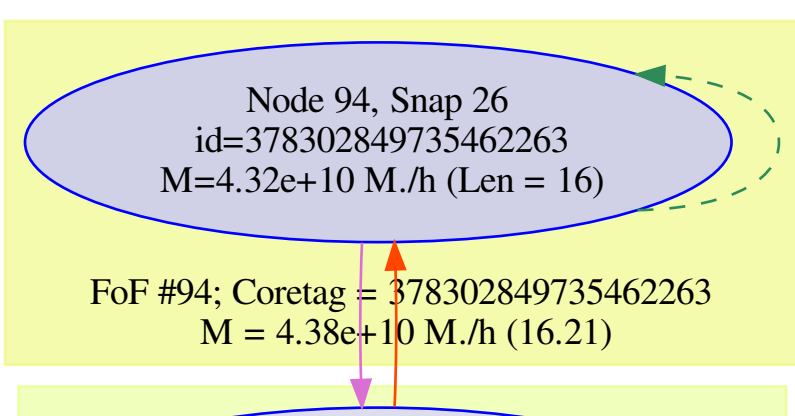 Node 94, Snap 26
id=378302849735462263
M=4.32e+10 M./h (Len = 16)
FoF #94; Coretag = 378302849735462263
M = 4.38e+10 M./h (16.21)